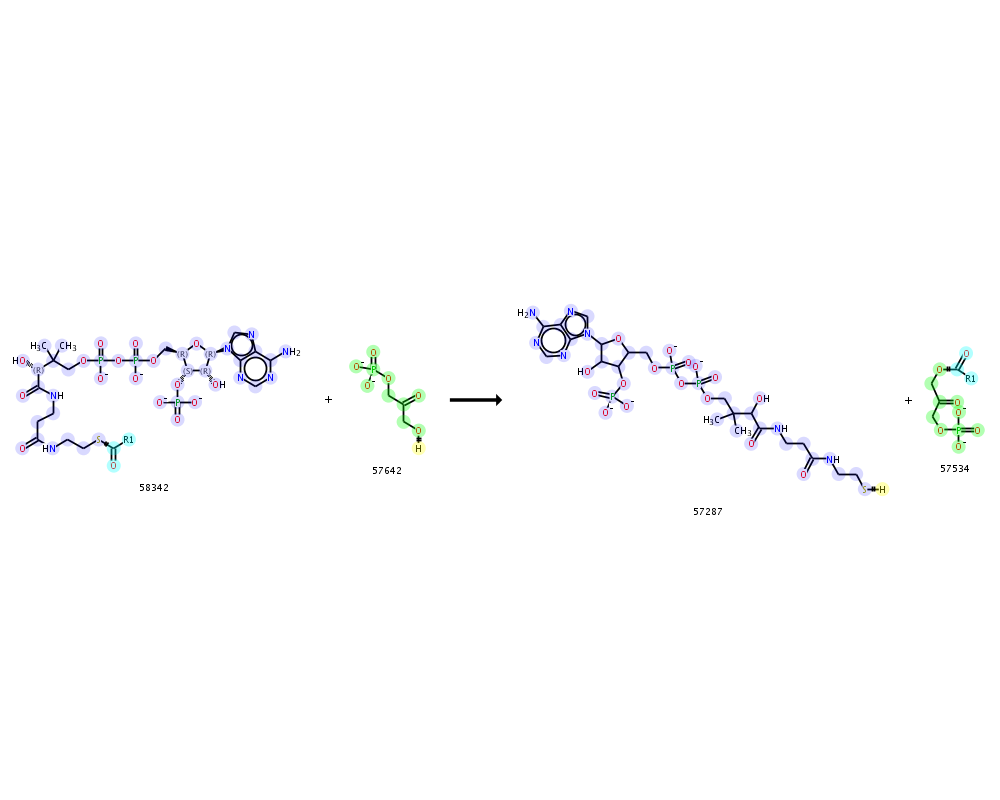 H3C CH3 O O O (R) O (R) N N NH2
HO (R) O P O P O (S) (R) N N
O- O- O OH
O NH O- P O-
O
O HN S R1
O
58342
+
O
O- P O
O- O
O
H
57642
H2N N N
N N O
HO O O- O O-
O P O P O
O- P O O O
O- O- H3C OH
CH3 NH
O
NH
O
S H
57287
+
O O
R1
O O-
O P O
O-
57534